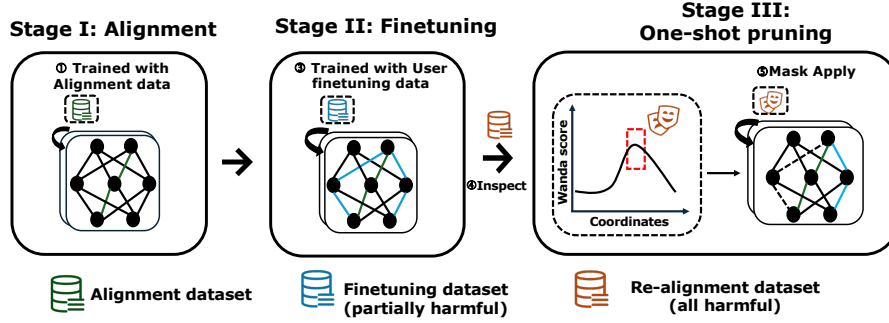 Stage I: Alignment
① Trained with
Alignment data
Stage II: Finetuning
③ Trained with User
finetuning data
④Inspect
Stage III:
One-shot pruning
Wanda score
Coordinates
⑤Mask Apply
Alignment dataset
Finetuning dataset
(partially harmful)
Re-alignment dataset
(all harmful)